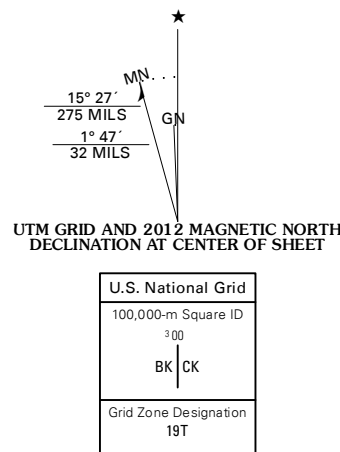 ★
MN
15° 27´
275 MILS
GN
1° 47´
32 MILS
UTM GRID AND 2012 MAGNETIC NORTH
DECLINATION AT CENTER OF SHEET
U.S. National Grid
100,000-m Square ID
³00
BK CK
Grid Zone Designation
19T